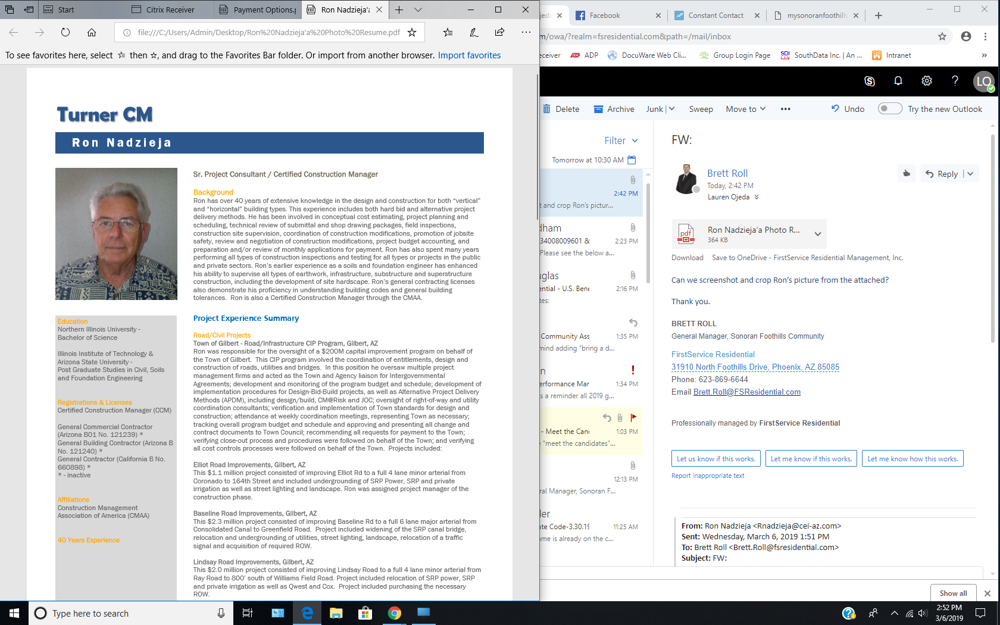 Start
Citrix Receiver
Payment Options.p
Ron Nadzieja'a
file:///C:/Users/Admin/Desktop/Ron%20Nadzieja'a%20Photo%20Resume.pdf
To see favorites here, select then ☆, and drag to the Favorites Bar folder. Or import from another browser. Import favorites
Turner CM
Ron Nadzieja
Sr. Project Consultant / Certified Construction Manager
Background
Ron has over 40 years of extensive knowledge in the design and construction for both “vertical”
and “horizontal” building types. This experience includes both hard bid and alternative project
delivery methods. He has been involved in conceptual cost estimating, project planning and
scheduling, technical review of submittal and shop drawing packages, field inspections,
construction site supervision, coordination of construction modifications, promotion of jobsite
safety, review and negotiation of construction modifications, project budget accounting, and
preparation and/or review of monthly applications for payment. Ron has also spent many years
performing all types of construction inspections and testing for all types or projects in the public
and private sectors. Ron’s earlier experience as a soils and foundation engineer has enhanced
his ability to supervise all types of earthwork, infrastructure, substructure and superstructure
construction, including the development of site hardscape. Ron’s general contracting licenses
also demonstrate his proficiency in understanding building codes and general building
tolerances. Ron is also a Certified Construction Manager through the CMAA.
Education
Northern Illinois University -
Bachelor of Science
Illinois Institute of Technology &
Arizona State University -
Post Graduate Studies in Civil, Soils
and Foundation Engineering
Registrations & Licenses
Certified Construction Manager (CCM)
General Commercial Contractor
(Arizona B01 No. 121239) *
General Building Contractor (Arizona B
No. 121240) *
General Contractor (California B No.
660898) *
* - inactive
Affiliations
Construction Management
Association of America (CMAA)
40 Years Experience
Project Experience Summary
Road/Civil Projects
Town of Gilbert - Road/Infrastructure CIP Program, Gilbert, AZ
Ron was responsible for the oversight of a $200M capital improvement program on behalf of
the Town of Gilbert. This CIP program involved the coordination of entitlements, design and
construction of roads, utilities and bridges. In this position he oversaw multiple project
management firms and acted as the Town and Agency liaison for Intergovernmental
Agreements; development and monitoring of the program budget and schedule; development of
implementation procedures for Design-Bid-Build projects, as well as Alternative Project Delivery
Methods (APDM), including design/build, CM@Risk and JOC; oversight of right-of-way and utility
coordination consultants; verification and implementation of Town standards for design and
construction; attendance at weekly coordination meetings, representing Town as necessary;
tracking overall program budget and schedule and approving and presenting all change and
contract documents to Town Council; recommending all requests for payment to the Town;
verifying close-out process and procedures were followed on behalf of the Town; and verifying
all cost controls processes were followed on behalf of the Town. Projects included:
Elliot Road Improvements, Gilbert, AZ
This $1.1 million project consisted of improving Elliot Rd to a full 4 lane minor arterial from
Coronado to 164th Street and included undergrounding of SRP Power, SRP and private
irrigation as well as street lighting and landscape. Ron was assigned project manager of the
construction phase.
Baseline Road Improvements, Gilbert, AZ
This $2.3 million project consisted of improving Baseline Rd to a full 6 lane major arterial from
Consolidated Canal to Greenfield Road. Project included widening of the SRP canal bridge,
relocation and undergrounding of utilities, street lighting, landscape, relocation of a traffic
signal and acquisition of required ROW.
Lindsay Road Improvements, Gilbert, AZ
This $2.0 million project consisted of improving Lindsay Road to a full 4 lane minor arterial from
Ray Road to 800’ south of Williams Field Road. Project included relocation of SRP power, SRP
and private irrigation as well as Qwest and Cox. Project included purchasing the necessary
ROW.
jeda
Facebook
Constant Contact
mysonoranfoothills
m/owa/?realm=fsresidential.com&path=/mail/inbox
eceiver
ADP
DocuWare Web Cli...
Group Login Page
SDI
SouthData Inc. | An ...
Intranet
»
LO
Delete
Archive
Junk
Sweep
Move to
Undo
Try the new Outlook
Filter
Tomorrow at 10:30 AM
2:42 PM
t and crop Ron's pictur...
dham
34008009601 &
2:23 PM
Please see the below a...
uglas
ential - U.S. Bene
2:16 PM
tes:
Community Ass
1:35 PM
mind adding "bring a d...
n
!
erformance Mar
1:34 PM
s a reminder all 2019 g...
- Meet the Canc
1:03 PM
e "meet the candidates"...
12:13 PM
ral Manager, Sonoran F...
ler
ate Code-3.30.19
11:25 AM
ame is already on the c...
FW:
Brett Roll
Today, 2:42 PM
Lauren Ojeda
Reply
pdf
Ron Nadzieja'a Photo R...
364 KB
Download Save to OneDrive - FirstService Residential Management, Inc.
Can we screenshot and crop Ron’s picture from the attached?
Thank you.
BRETT ROLL
General Manager, Sonoran Foothills Community
FirstService Residential
31910 North Foothills Drive, Phoenix, AZ 85085
Phone: 623-869-6644
Email Brett.Roll@FSResidential.com
Professionally managed by FirstService Residential
Let us know if this works.
Let me know if this works.
Let me know how this works.
Report inappropriate text
From: Ron Nadzieja <Rnadzieja@cei-az.com>
Sent: Wednesday, March 6, 2019 1:51 PM
To: Brett Roll <Brett.Roll@fsresidential.com>
Subject: FW:
Show all
Type here to search
2:52 PM
3/6/2019